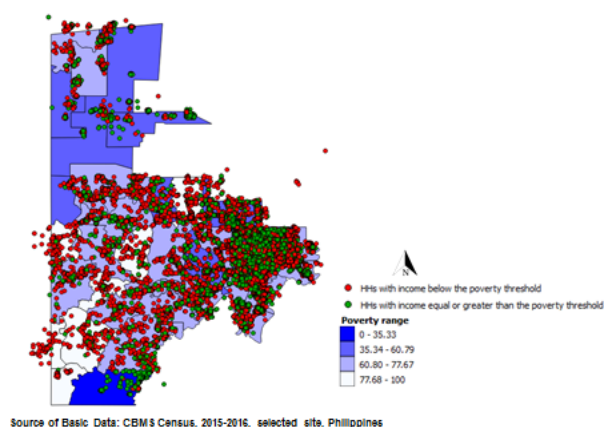 N
HHs with income below the poverty threshold
HHs with income equal or greater than the poverty threshold
Poverty range
0 - 35.33
35.34 - 60.79
60.80 - 77.67
77.68 - 100
Source of Basic Data: CBMS Census, 2015-2016, selected site, Philippines